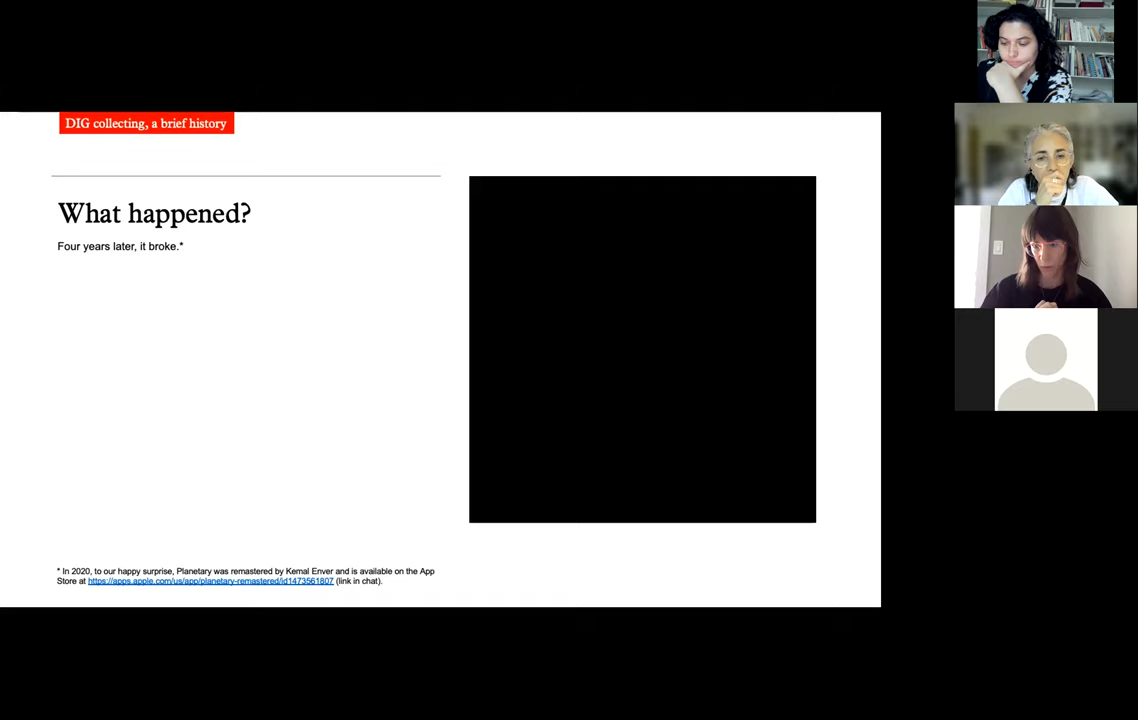 DIG collecting, a brief history
What happened?
Four years later, it broke.*
* In 2020, to our happy surprise, Planetary was remastered by Kemal Enver and is available on the App
Store at https://apps.apple.com/us/app/planetary-remastered/id1473561807 (link in chat).